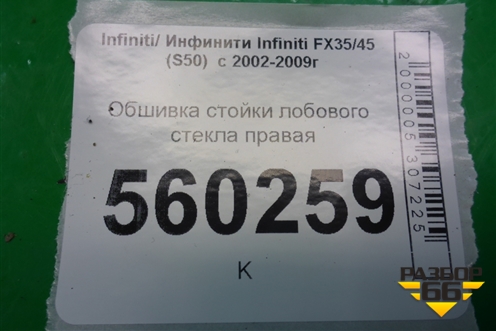 Infiniti/ Инфинити Infiniti FX35/45
(S50) с 2002-2009г
Обшивка стойки лобового
стекла правая
560259
К
2000005307225
РАЗБОР
66